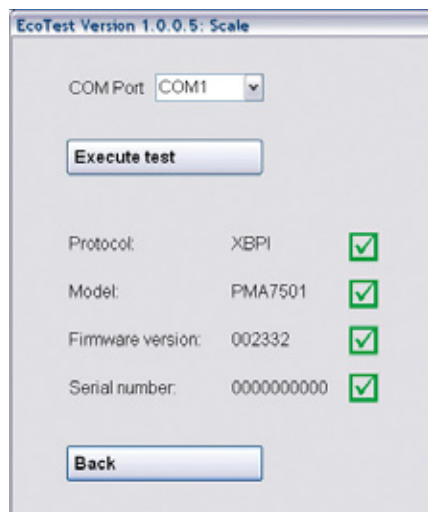 EcoTest Version 1.0.0.5: Scale
COM Port COM1
Execute test
Protocol: XBPI
Model: PMA7501
Firmware version: 002332
Serial number: 0000000000
Back